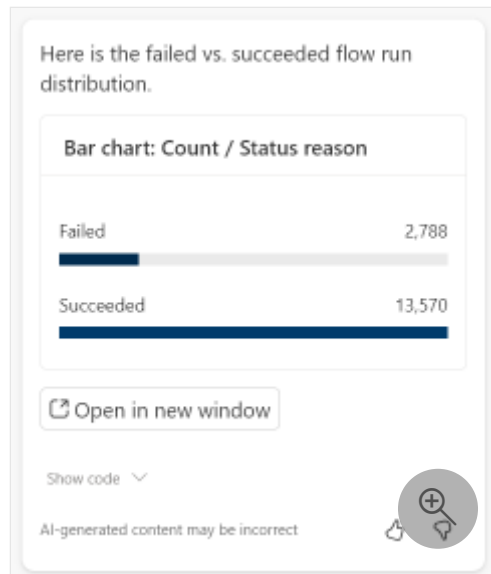 Here is the failed vs. succeeded flow run
distribution.
Bar chart: Count / Status reason
Failed 2,788
Succeeded 13,570
Open in new window
Show code
AI-generated content may be incorrect